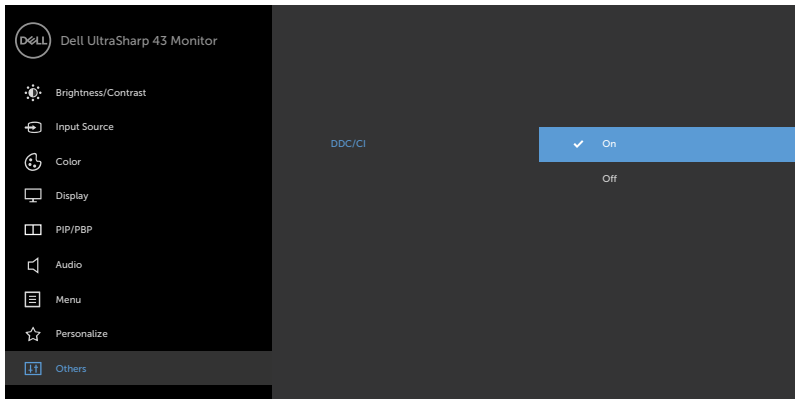 DELL
Dell UltraSharp 43 Monitor
Brightness/Contrast
Input Source
Color
Display
PIP/PBP
Audio
Menu
Personalize
Others
DDC/CI
On
Off